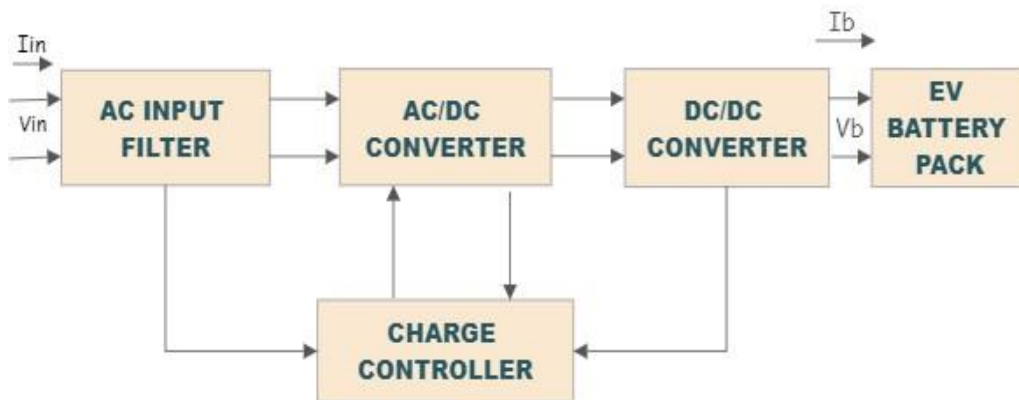 Iin
Vin
AC INPUT
FILTER
AC/DC
CONVERTER
DC/DC
CONVERTER
Ib
Vb
EV
BATTERY
PACK
CHARGE
CONTROLLER